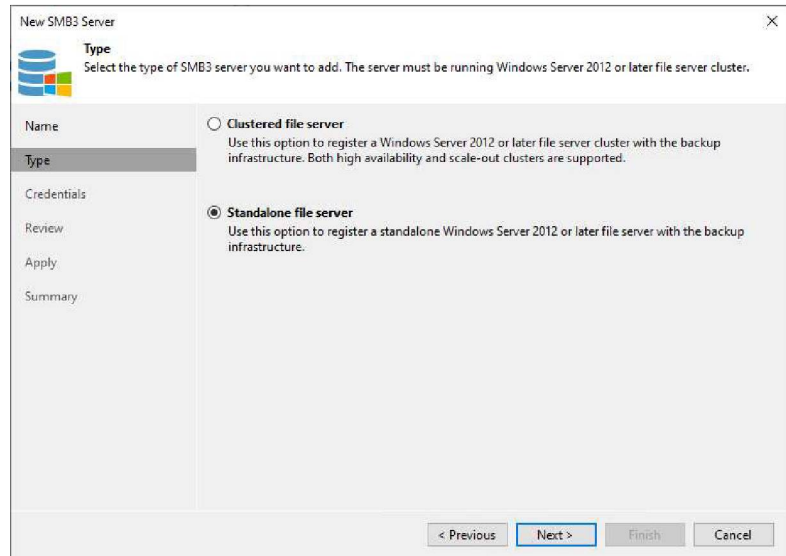 New SMB3 Server
Type
Select the type of SMB3 server you want to add. The server must be running Windows Server 2012 or later file server cluster.
Name
Type
Credentials
Review
Apply
Summary
Clustered file server
Use this option to register a Windows Server 2012 or later file server cluster with the backup
infrastructure. Both high availability and scale-out clusters are supported.
Standalone file server
Use this option to register a standalone Windows Server 2012 or later file server with the backup
infrastructure.
< Previous
Next >
Finish
Cancel